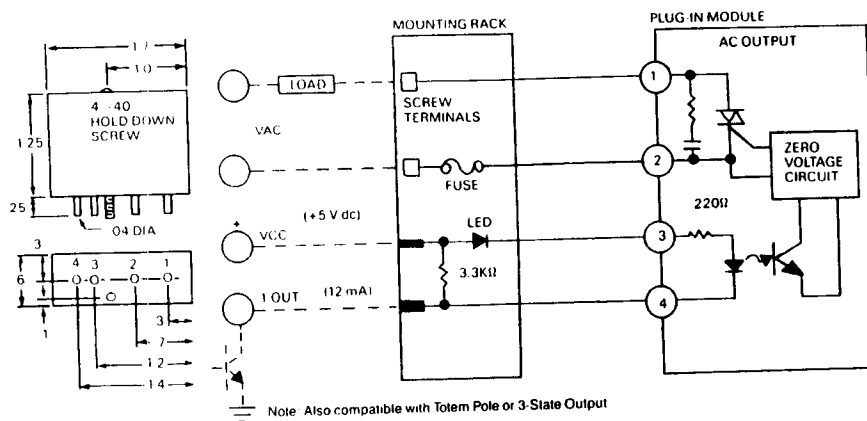 MOUNTING RACK
PLUG-IN MODULE
AC OUTPUT
1.7
1.0
4-40
HOLD DOWN
SCREW
1.25
.25
.04 DIA
LOAD
VAC
SCREW
TERMINALS
FUSE
1
2
ZERO
VOLTAGE
CIRCUIT
220Ω
+
VCC
(+5 V dc)
LED
3
3.3KΩ
1 OUT
(12 mA)
4
.3
.6
.1
4 3 2 1
.3
.7
1.2
1.4
Note: Also compatible with Totem Pole or 3-State Output